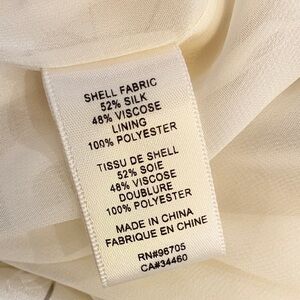 SHELL FABRIC
52% SILK
48% VISCOSE
LINING
100% POLYESTER
TISSU DE SHELL
52% SOIE
48% VISCOSE
DOUBLURE
100% POLYESTER
MADE IN CHINA
FABRIQUE EN CHINE
RN#96705
CA#34460